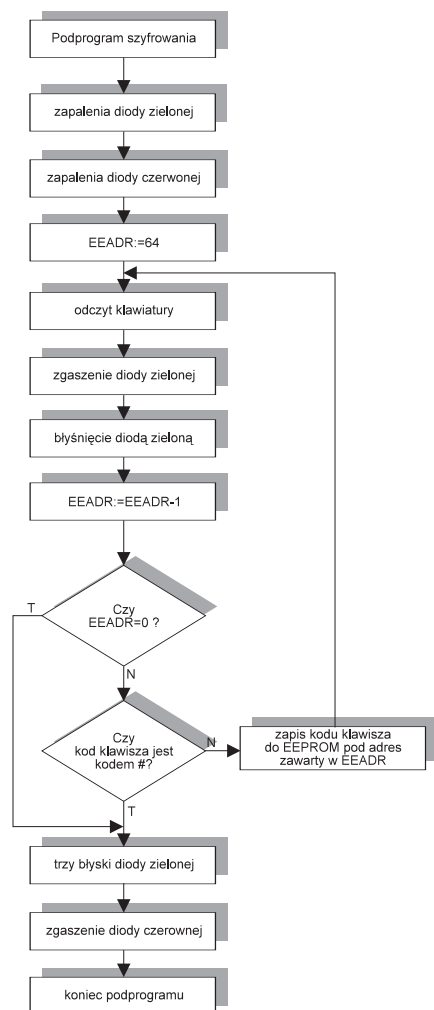 Podprogram szyfrowania
zapalenia diody zielonej
zapalenia diody czerwonej
EEADR:=64
odczyt klawiatury
zgaszenie diody zielonej
błyśnięcie diodą zieloną
EEADR:=EEADR-1
T
Czy
EEADR=0 ?
N
Czy
kod klawisza jest
kodem #?
N
zapis kodu klawisza
do EEPROM pod adres
zawarty w EEADR
T
trzy błyski diody zielonej
zgaszenie diody czerownej
koniec podprogramu